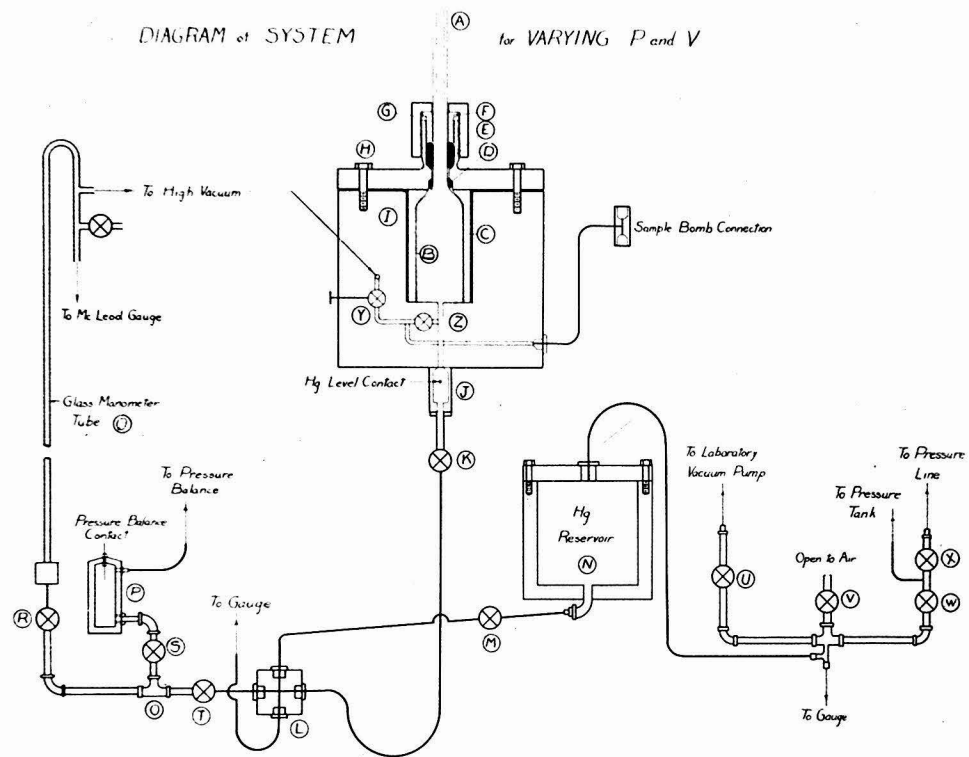 DIAGRAM of SYSTEM for VARYING P and V
A
G
F
E
D
H
I
C
B
To High Vacuum
To Mc Leod Gauge
Sample Bomb Connection
Y
Z
Hg Level Contact
J
K
Glass Manometer
Tube Q
To Pressure
Balance
Pressure Balance
Contact
P
R
S
O
T
To Gauge
L
M
Hg
Reservoir
N
To Laboratory
Vacuum Pump
To Pressure
Line
To Pressure
Tank
Open to Air
U
V
X
W
To Gauge